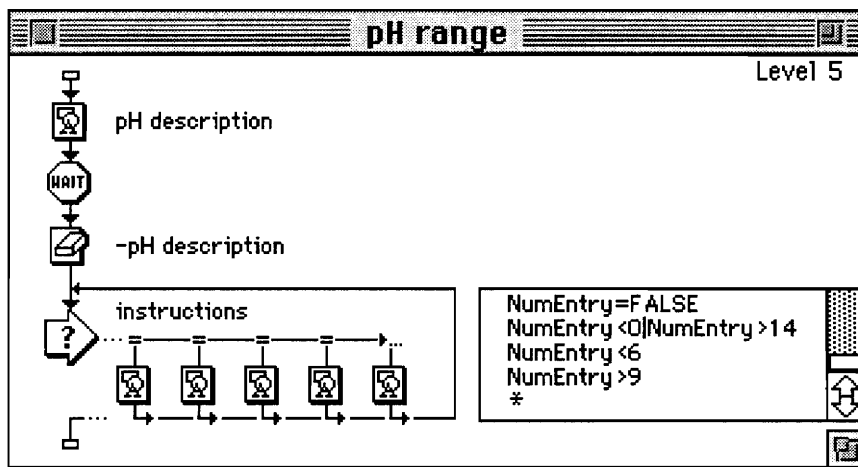 pH range
Level 5
pH description
WAIT
-pH description
instructions
?
NumEntry=FALSE
NumEntry<0|NumEntry>14
NumEntry<6
NumEntry>9
*